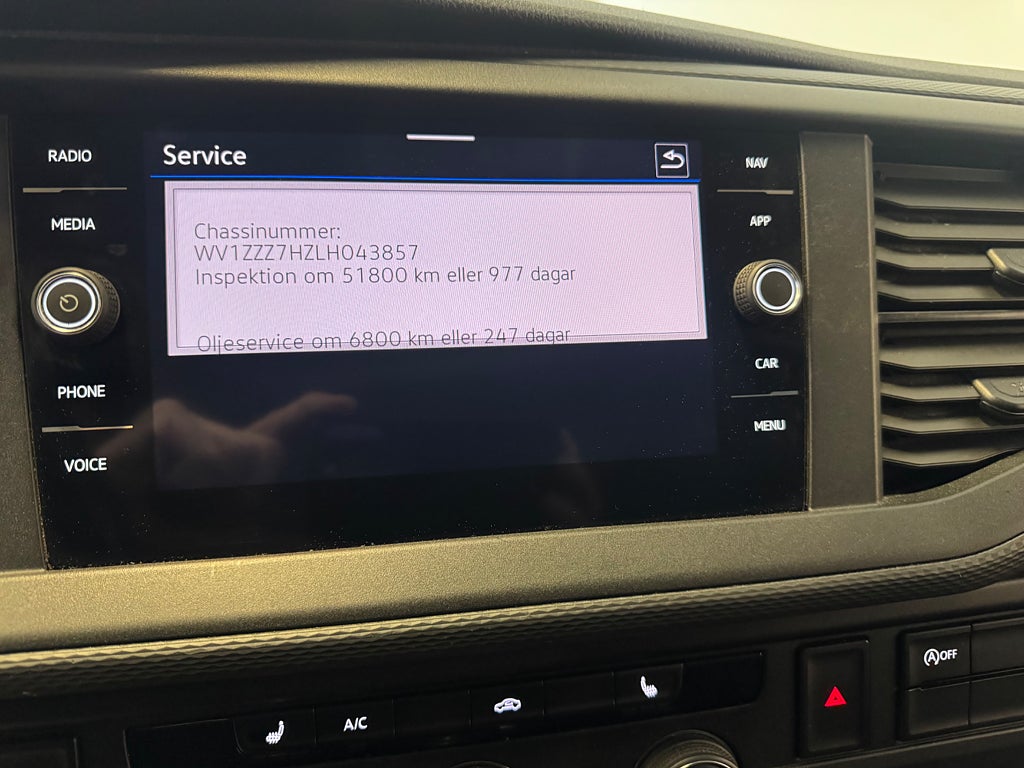 RADIO
MEDIA
PHONE
VOICE
Service
Chassinummer:
WV1ZZZ7HZLH043857
Inspektion om 51800 km eller 977 dagar
Oljeservice om 6800 km eller 247 dagar
NAV
APP
CAR
MENU
A/C
A OFF